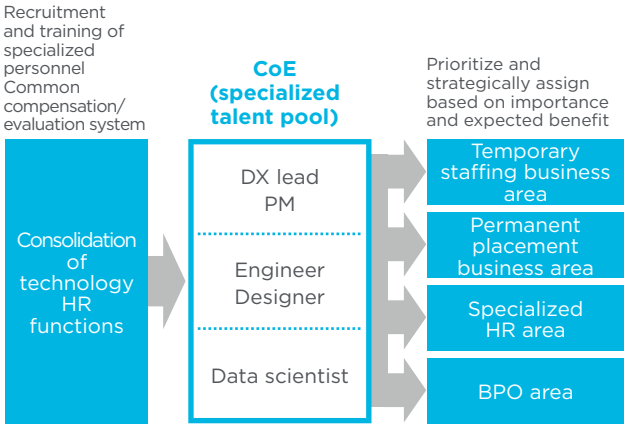 Recruitment
and training of
specialized
personnel
Common
compensation/
evaluation system
Consolidation
of
technology
HR
functions
CoE
(specialized
talent pool)
DX lead
PM
Engineer
Designer
Data scientist
Prioritize and
strategically assign
based on importance
and expected benefit
Temporary
staffing business
area
Permanent
placement
business area
Specialized
HR area
BPO area